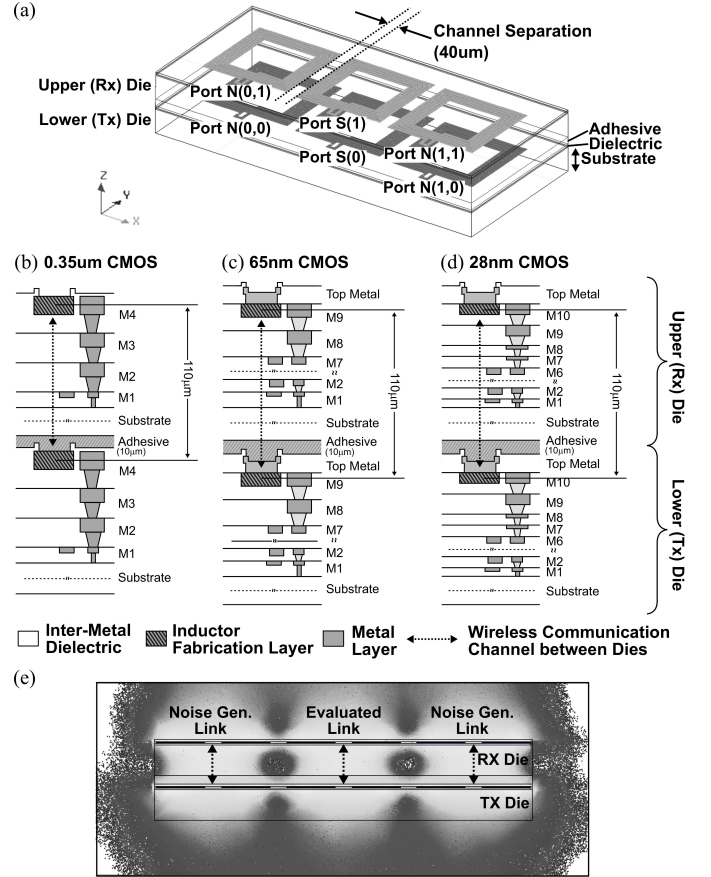 (a)
Channel Separation
(40um)
Upper (Rx) Die
Lower (Tx) Die
Port N(0,1)
Port S(1)
Port N(0,0)
Port S(0)
Port N(1,1)
Port N(1,0)
Adhesive
Dielectric
Substrate
Z
Y
X
(b) 0.35um CMOS
M4
M3
M2
M1
Substrate
Adhesive
(10μm)
M4
M3
M2
M1
Substrate
110μm
(c) 65nm CMOS
Top Metal
M9
M8
M7
≈
M2
M1
Substrate
Adhesive
(10μm)
Top Metal
M9
M8
M7
≈
M2
M1
Substrate
110μm
(d) 28nm CMOS
Top Metal
M10
M9
M8
M7
M6
≈
M2
M1
Substrate
Adhesive
(10μm)
Top Metal
M10
M9
M8
M7
M6
≈
M2
M1
Substrate
110μm
Upper (Rx) Die
Lower (Tx) Die
Inter-Metal
Dielectric
Inductor
Fabrication Layer
Metal
Layer
Wireless Communication
Channel between Dies
(e)
Noise Gen.
Link
Evaluated
Link
Noise Gen.
Link
RX Die
TX Die